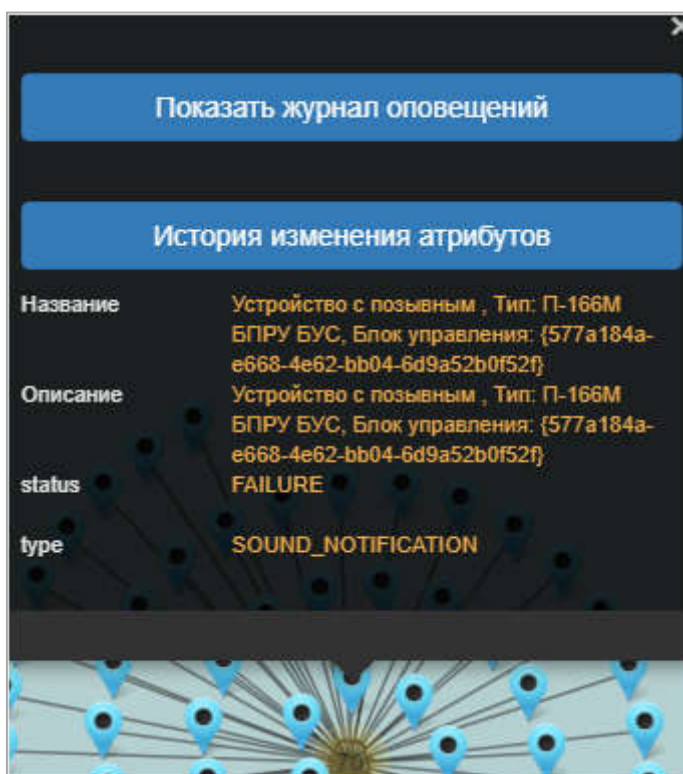 Показать журнал оповещений
История изменения атрибутов
Название Устройство с позывным , Тип: П-166М
БПРУ БУС, Блок управления: {577a184a-
e668-4e62-bb04-6d9a52b0f52f}
Описание Устройство с позывным , Тип: П-166М
БПРУ БУС, Блок управления: {577a184a-
e668-4e62-bb04-6d9a52b0f52f}
status FAILURE
type SOUND_NOTIFICATION